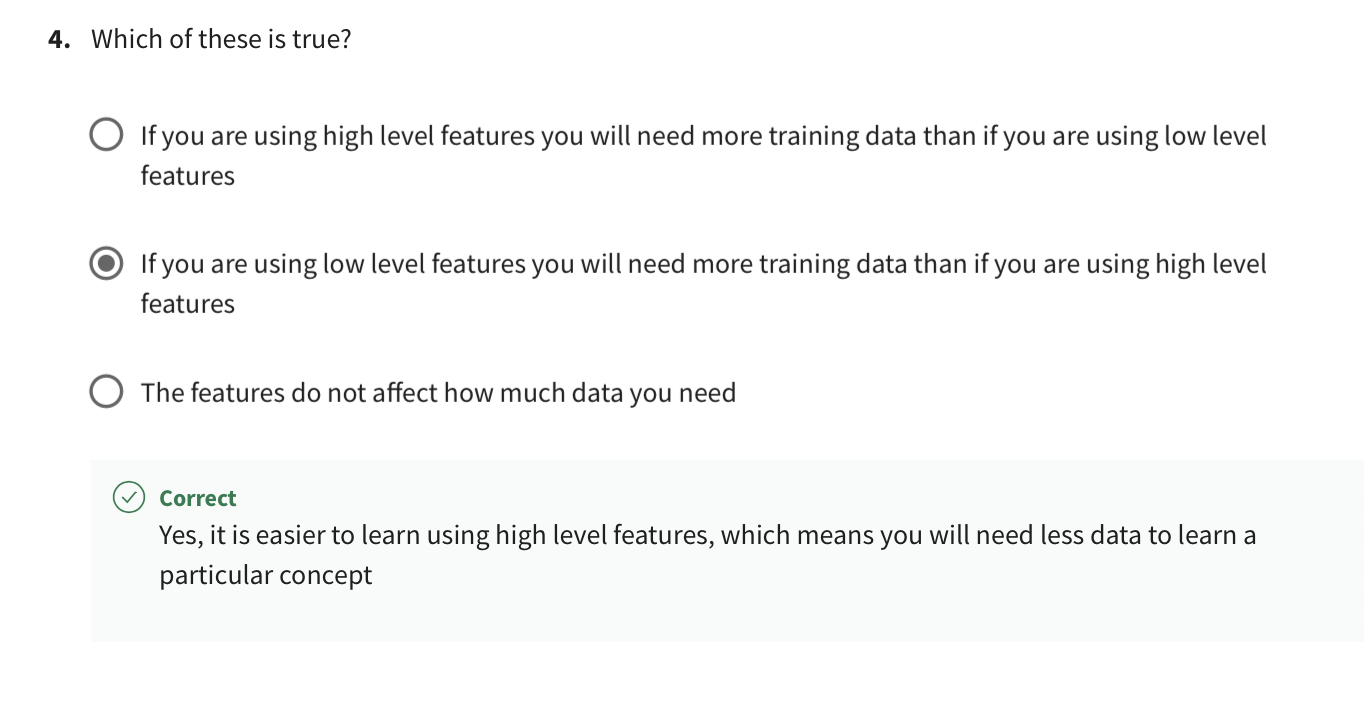 4. Which of these is true?
If you are using high level features you will need more training data than if you are using low level
features
If you are using low level features you will need more training data than if you are using high level
features
The features do not affect how much data you need
Correct
Yes, it is easier to learn using high level features, which means you will need less data to learn a
particular concept